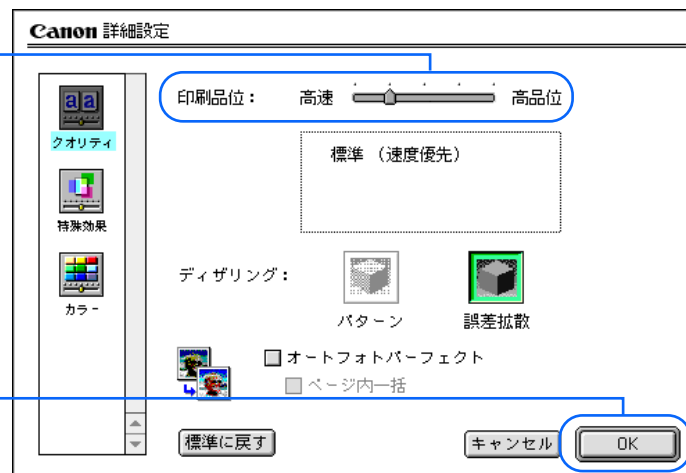 Canon 詳細設定
クオリティ
特殊効果
カラー
印刷品位： 高速 高品位
標準 （速度優先）
ディザリング：
パターン 誤差拡散
オートフォトパーフェクト
ページ内一括
標準に戻す キャンセル OK